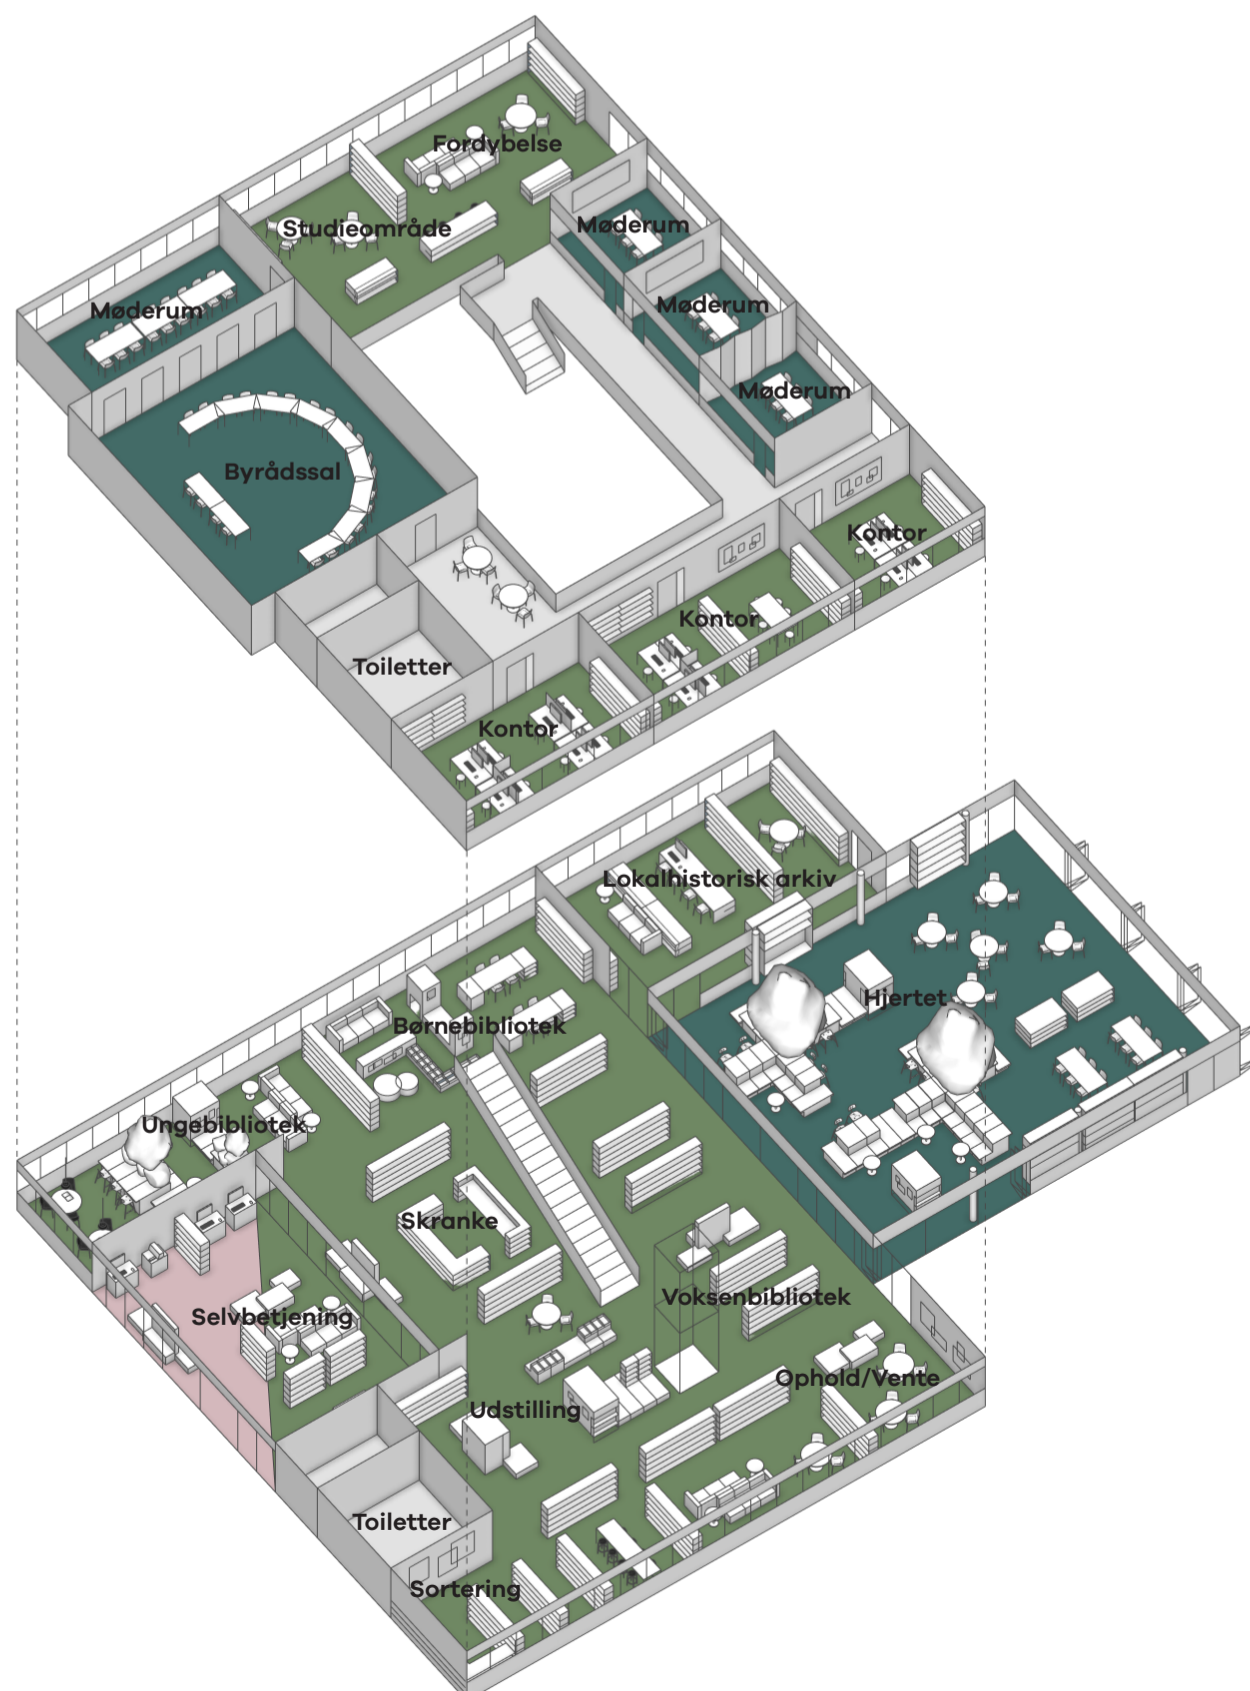 Fordybelse
Studieområde
Møderum
Møderum
Møderum
Møderum
Byrådssal
Kontor
Kontor
Toiletter
Kontor
Lokalhistorisk arkiv
Hjertet
Børnebibliotek
Ungebibliotek
Skranke
Voksenbibliotek
Selvbetjening
Ophold/Vente
Udstilling
Toiletter
Sortering